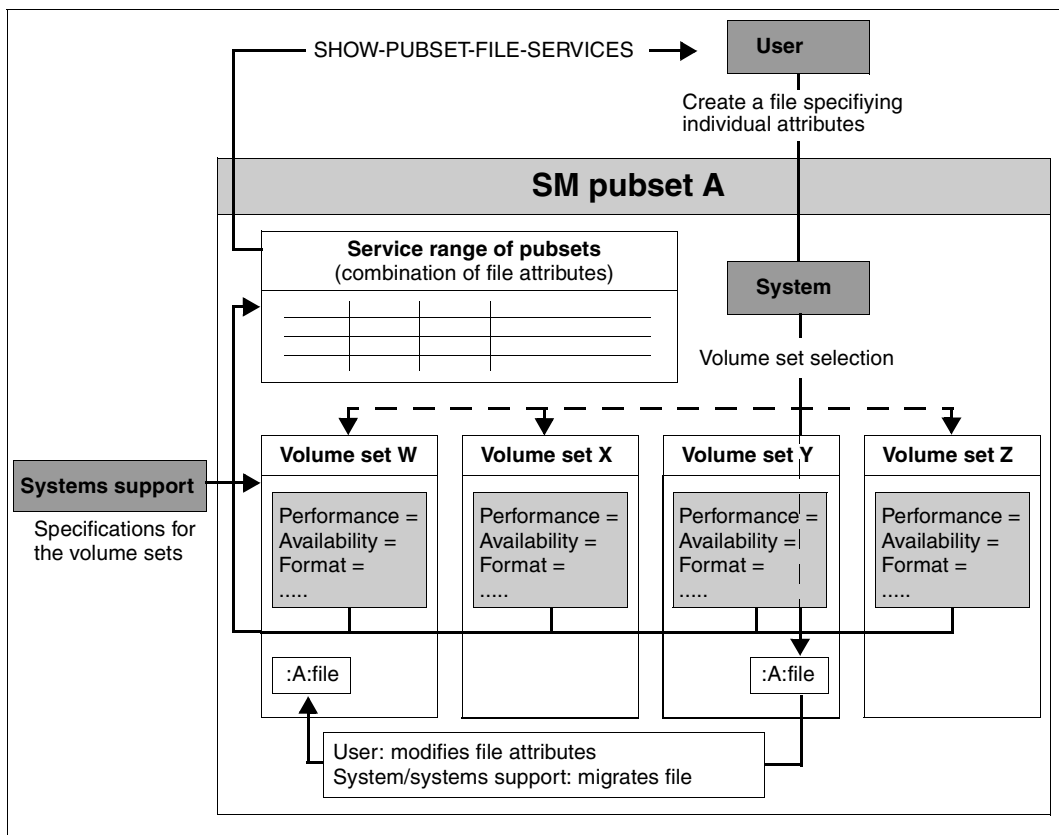 SHOW-PUBSET-FILE-SERVICES
User
Create a file specifiying
individual attributes
SM pubset A
Service range of pubsets
(combination of file attributes)
System
Volume set selection
Systems support
Specifications for
the volume sets
Volume set W
Performance =
Availability =
Format =
.....
Volume set X
Performance =
Availability =
Format =
.....
Volume set Y
Performance =
Availability =
Format =
.....
Volume set Z
Performance =
Availability =
Format =
.....
:A:file
:A:file
User: modifies file attributes
System/systems support: migrates file